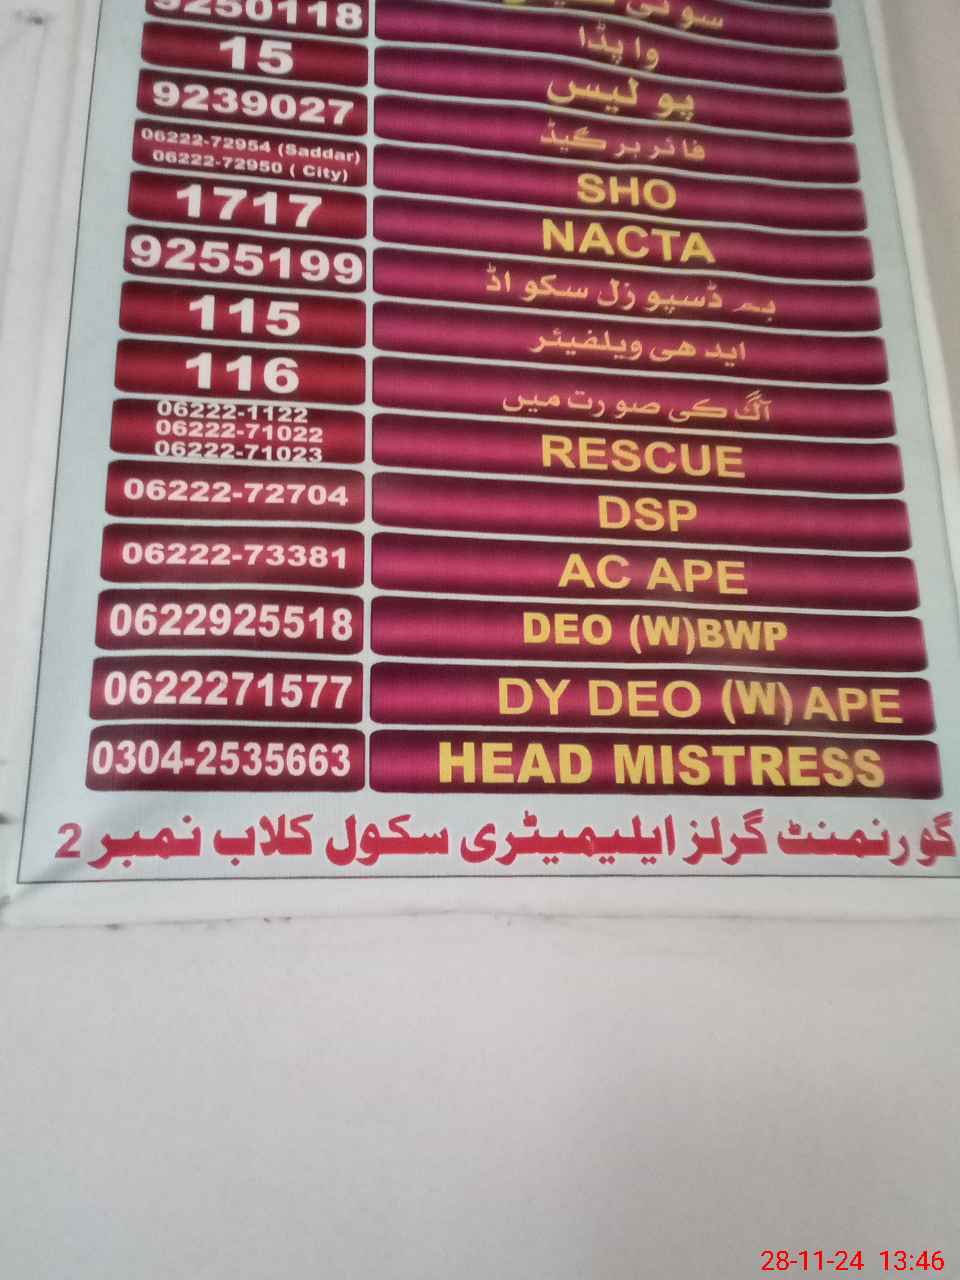 سوئی
9250118 واپڈا
15 پولیس
9239027 فائر بر گیڈ
06222-72954 (Saddar)
06222-72950 ( City)
SHO
1717 NACTA
9255199 بم ڈسپوزل سکواڈ
115 ایدھی ویلفیئر
116 آگ کی صورت میں
06222-1122
06222-71022
06222-71023
RESCUE
06222-72704 DSP
06222-73381 AC APE
0622925518 DEO (W)BWP
0622271577 DY DEO (W) APE
0304-2535663 HEAD MISTRESS
گورنمنٹ گرلز ایلیمیٹری سکول کلاب نمبر 2
28-11-24 13:46